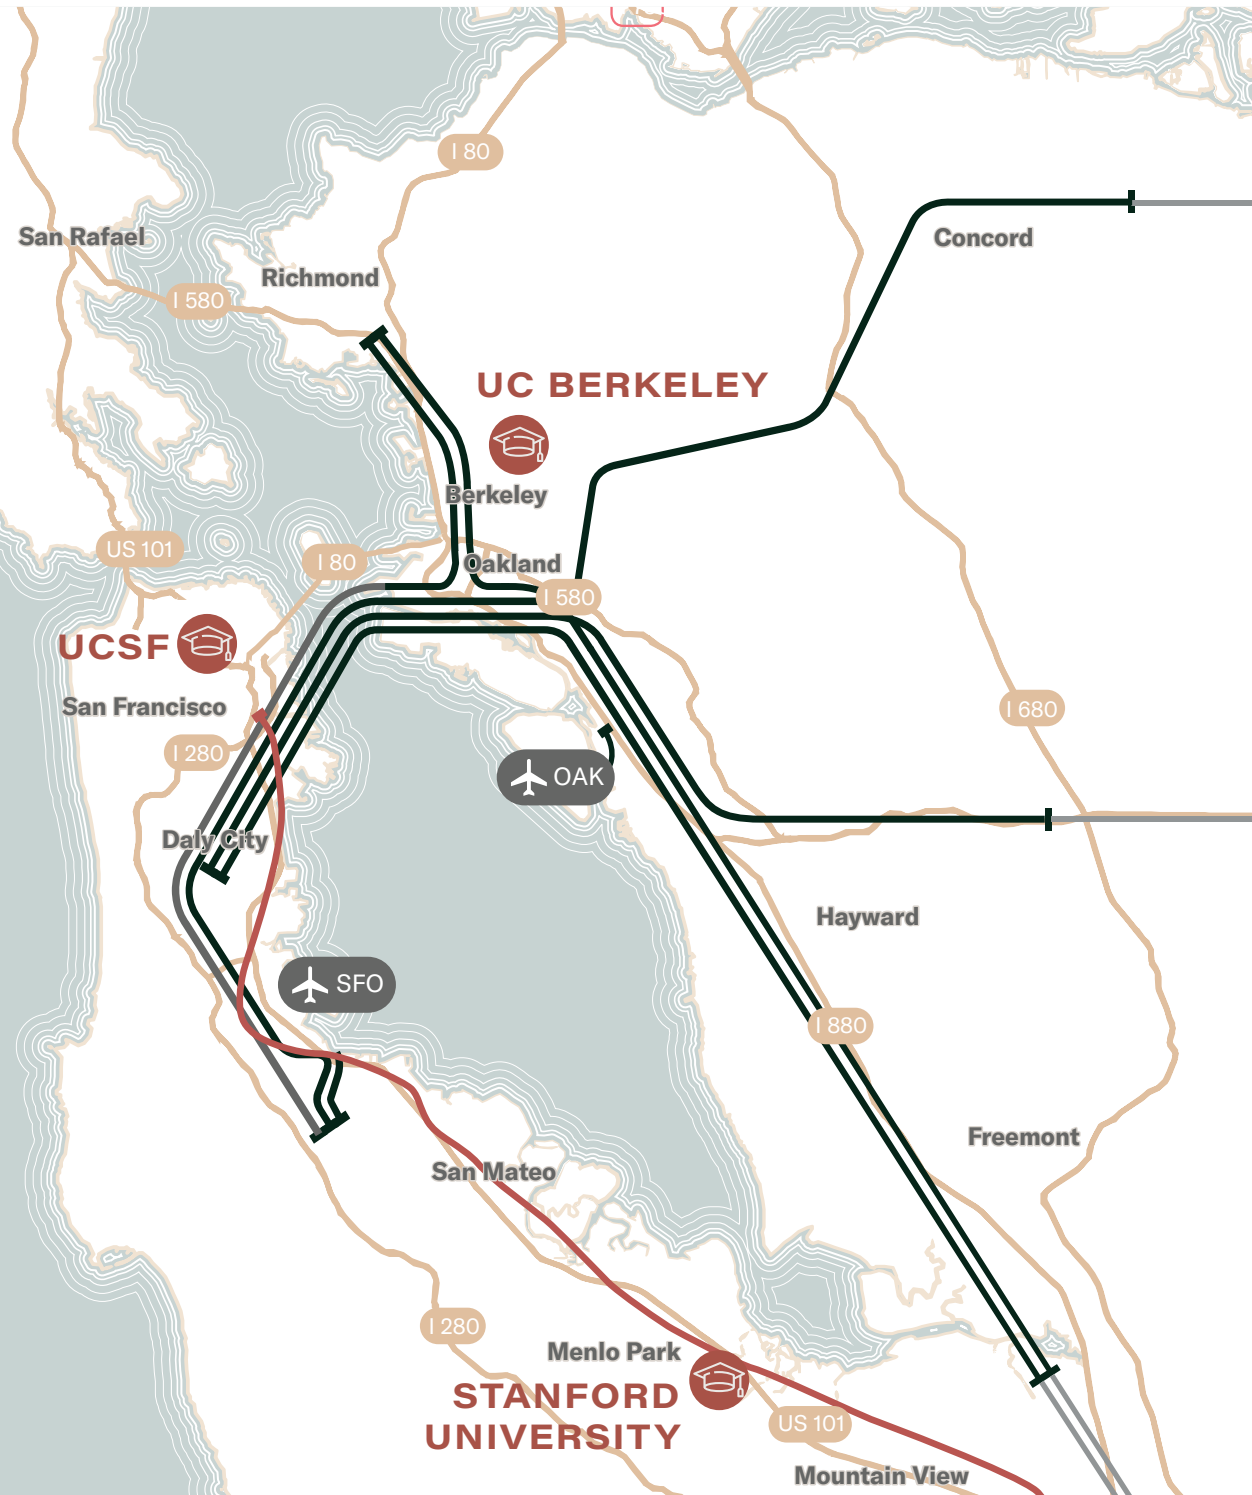 I 80
San Rafael
Concord
Richmond
I 580
UC BERKELEY
Berkeley
US 101
I 80
Oakland
I 580
UCSF
San Francisco
I 680
I 280
OAK
Daly City
Hayward
SFO
I 880
Freemont
San Mateo
I 280
Menlo Park
STANFORD
UNIVERSITY
US 101
Mountain View